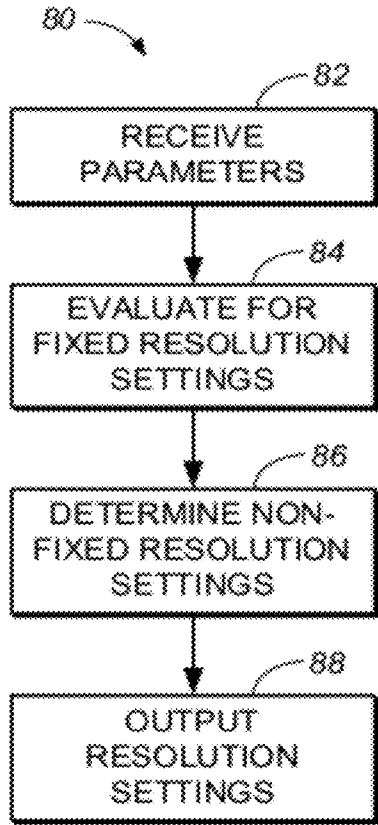 80
82
RECEIVE
PARAMETERS
84
EVALUATE FOR
FIXED RESOLUTION
SETTINGS
86
DETERMINE NON-
FIXED RESOLUTION
SETTINGS
88
OUTPUT
RESOLUTION
SETTINGS